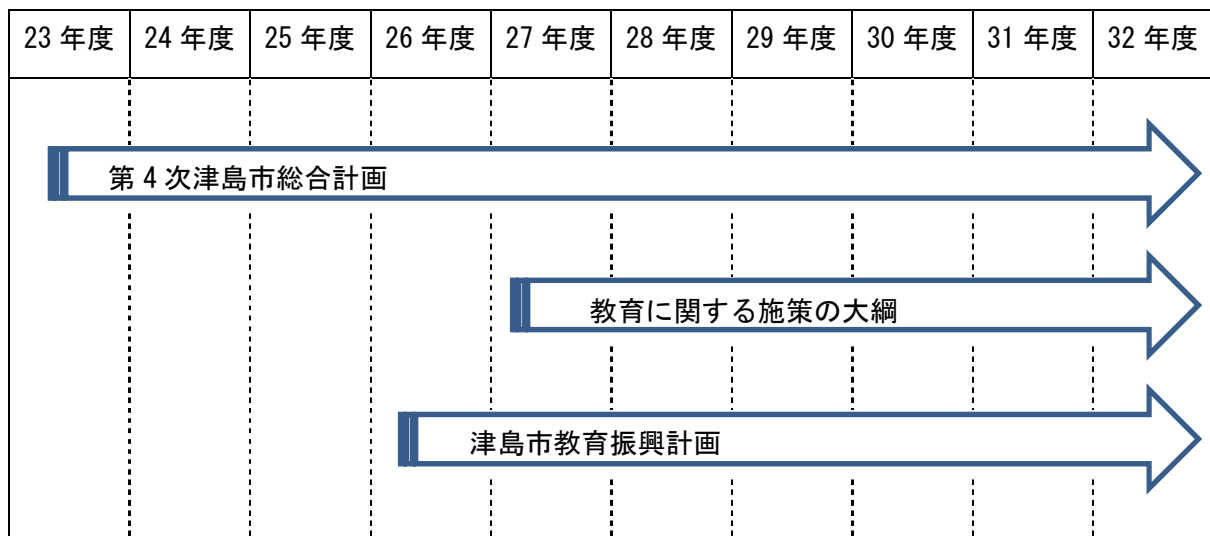 23 年度 24 年度 25 年度 26 年度 27 年度 28 年度 29 年度 30 年度 31 年度 32 年度
第 4 次津島市総合計画
教育に関する施策の大綱
津島市教育振興計画